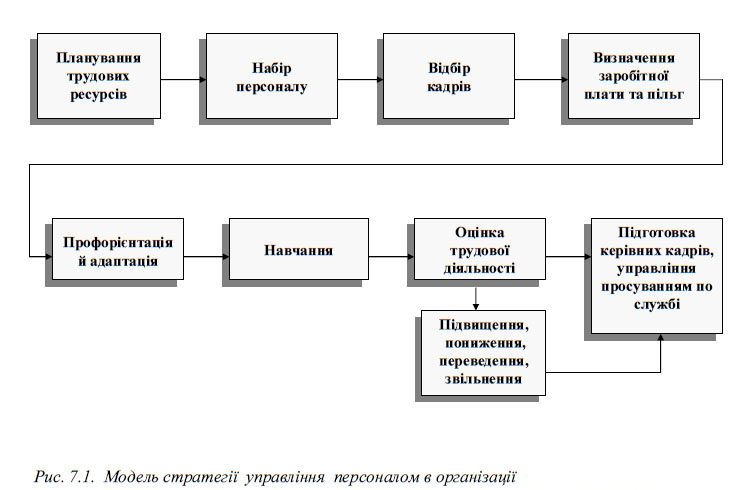 Планування
трудових
ресурсів
Набір
персоналу
Відбір
кадрів
Визначення
заробітної
плати та пільг
Профорієнтація
й адаптація
Навчання
Оцінка
трудової
діяльності
Підготовка
керівних кадрів,
управління
просуванням по
службі
Підвищення,
пониження,
переведення,
звільнення
Рис. 7.1. Модель стратегії управління персоналом в організації